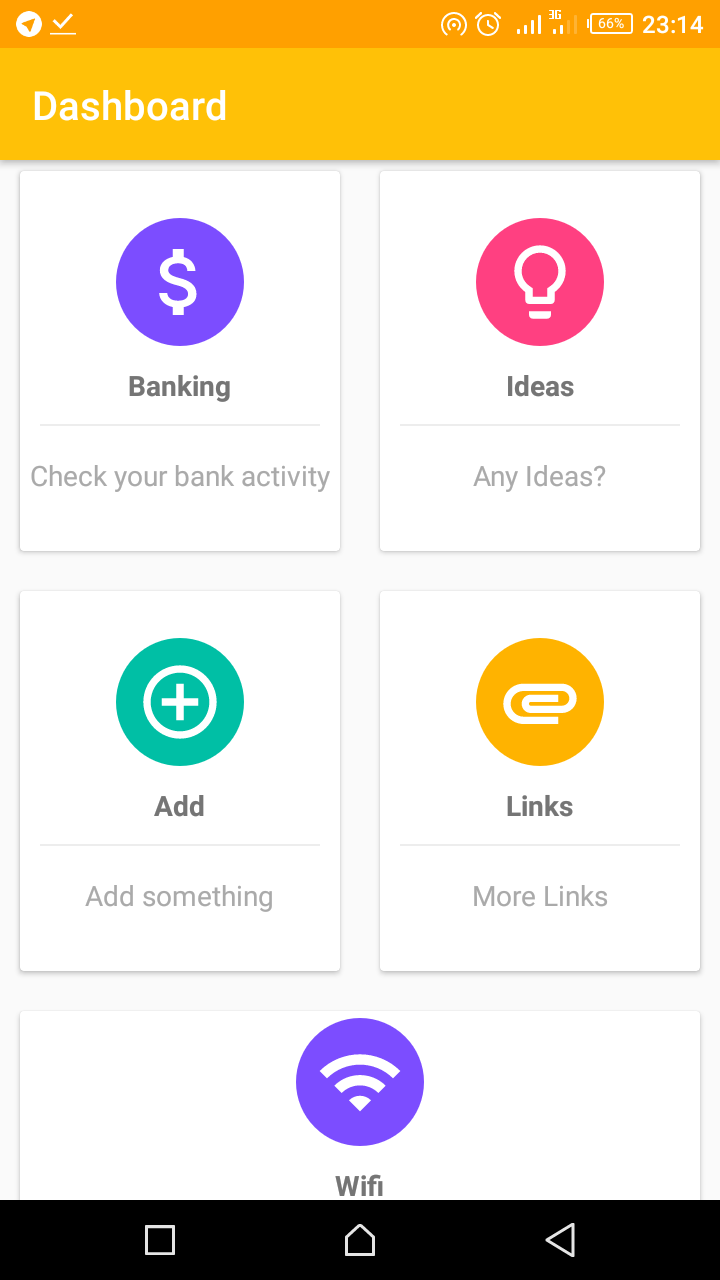 3G
66%
23:14
Dashboard
Banking
Check your bank activity
Ideas
Any Ideas?
Add
Add something
Links
More Links
Wifi